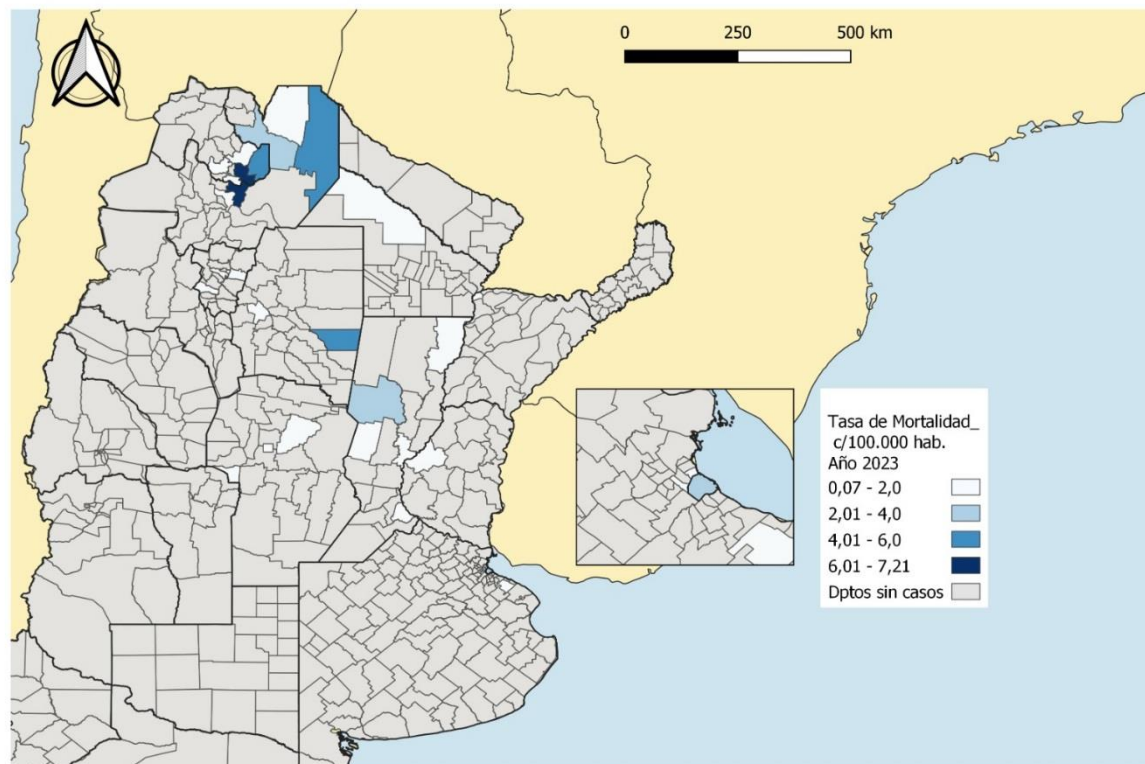 0 250 500 km
Tasa de Mortalidad_
c/100.000 hab.
Año 2023
0,07 - 2,0
2,01 - 4,0
4,01 - 6,0
6,01 - 7,21
Dptos sin casos